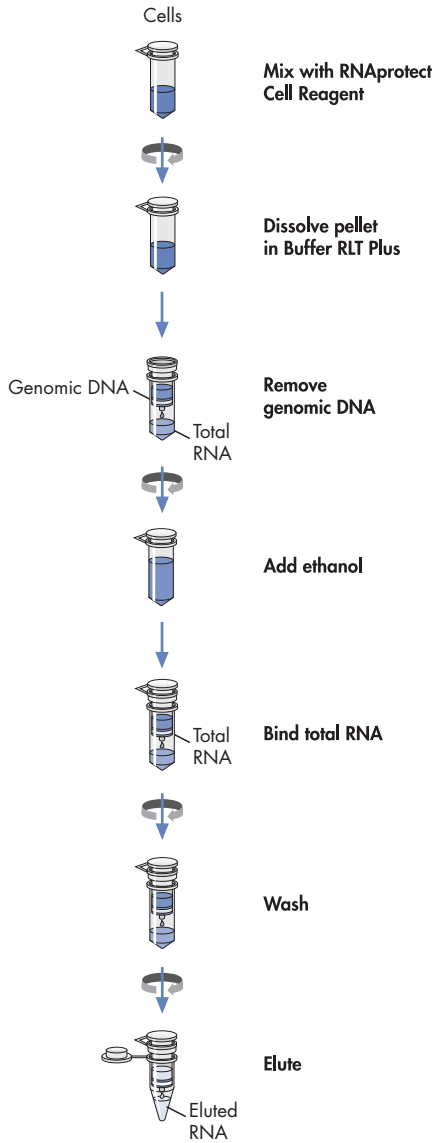 Cells
Mix with RNAprotect
Cell Reagent
Dissolve pellet
in Buffer RLT Plus
Genomic DNA
Remove
genomic DNA
Total
RNA
Add ethanol
Total
RNA
Bind total RNA
Wash
Elute
Eluted
RNA